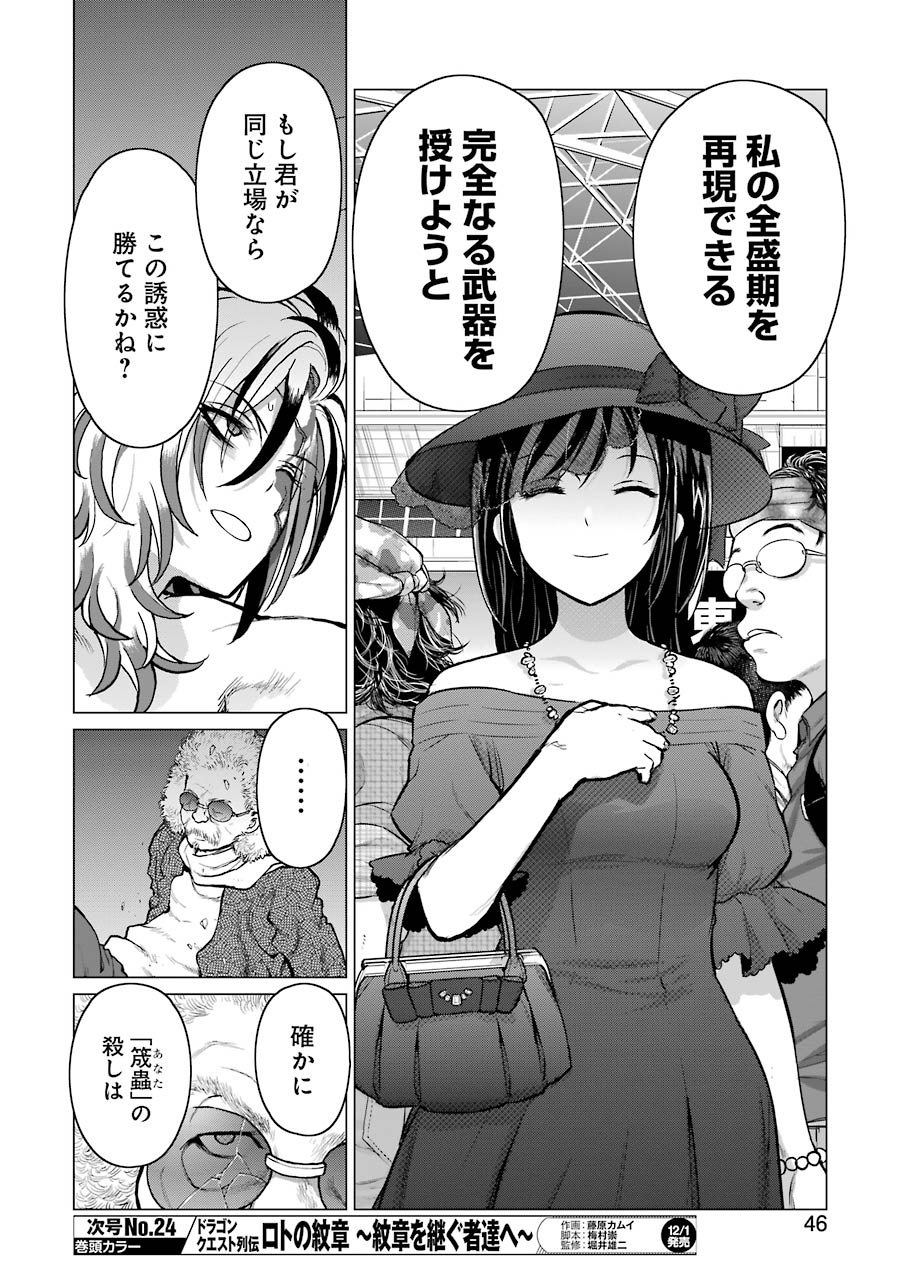 私の全盛期を
再現できる
完全なる武器を
授けようと
もし君が
同じ立場なら
この誘惑に
勝てるかね?
東
……
確かに
「筬蟲」の
あなた
殺しは
次号No.24
巻頭カラー
ドラゴン
クエスト列伝
ロトの紋章 ～紋章を継ぐ者達へ～
作画:藤原カムイ
脚本:梅村崇
監修:堀井雄二
12/1
発売
46